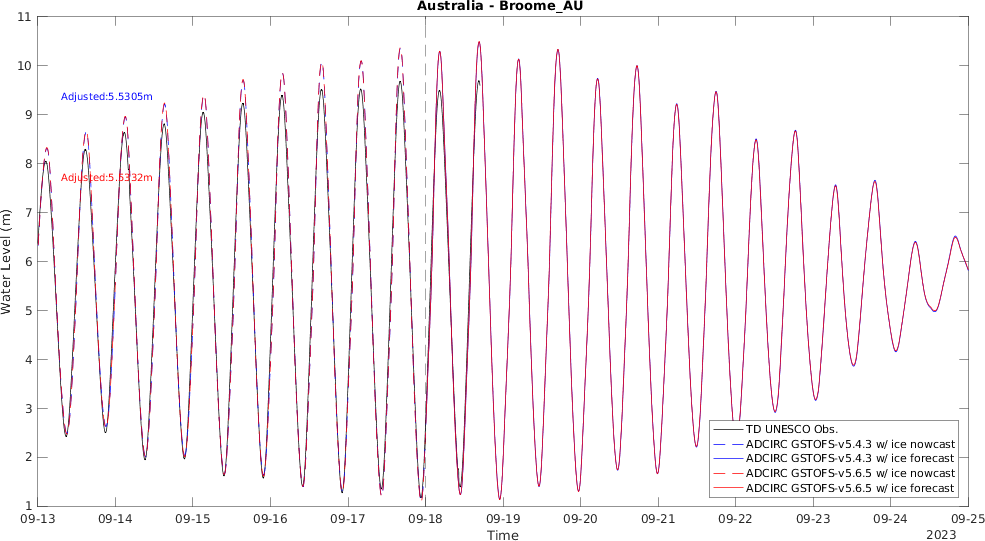 Australia - Broome_AU
11
10
9
8
7
6
5
4
3
2
1
Water Level (m)
Adjusted:5.5305m
Adjusted:5.5332m
TD UNESCO Obs.
ADCIRC GSTOFS-v5.4.3 w/ ice nowcast
ADCIRC GSTOFS-v5.4.3 w/ ice forecast
ADCIRC GSTOFS-v5.6.5 w/ ice nowcast
ADCIRC GSTOFS-v5.6.5 w/ ice forecast
09-13 09-14 09-15 09-16 09-17 09-18 09-19 09-20 09-21 09-22 09-23 09-24 09-25
Time
2023